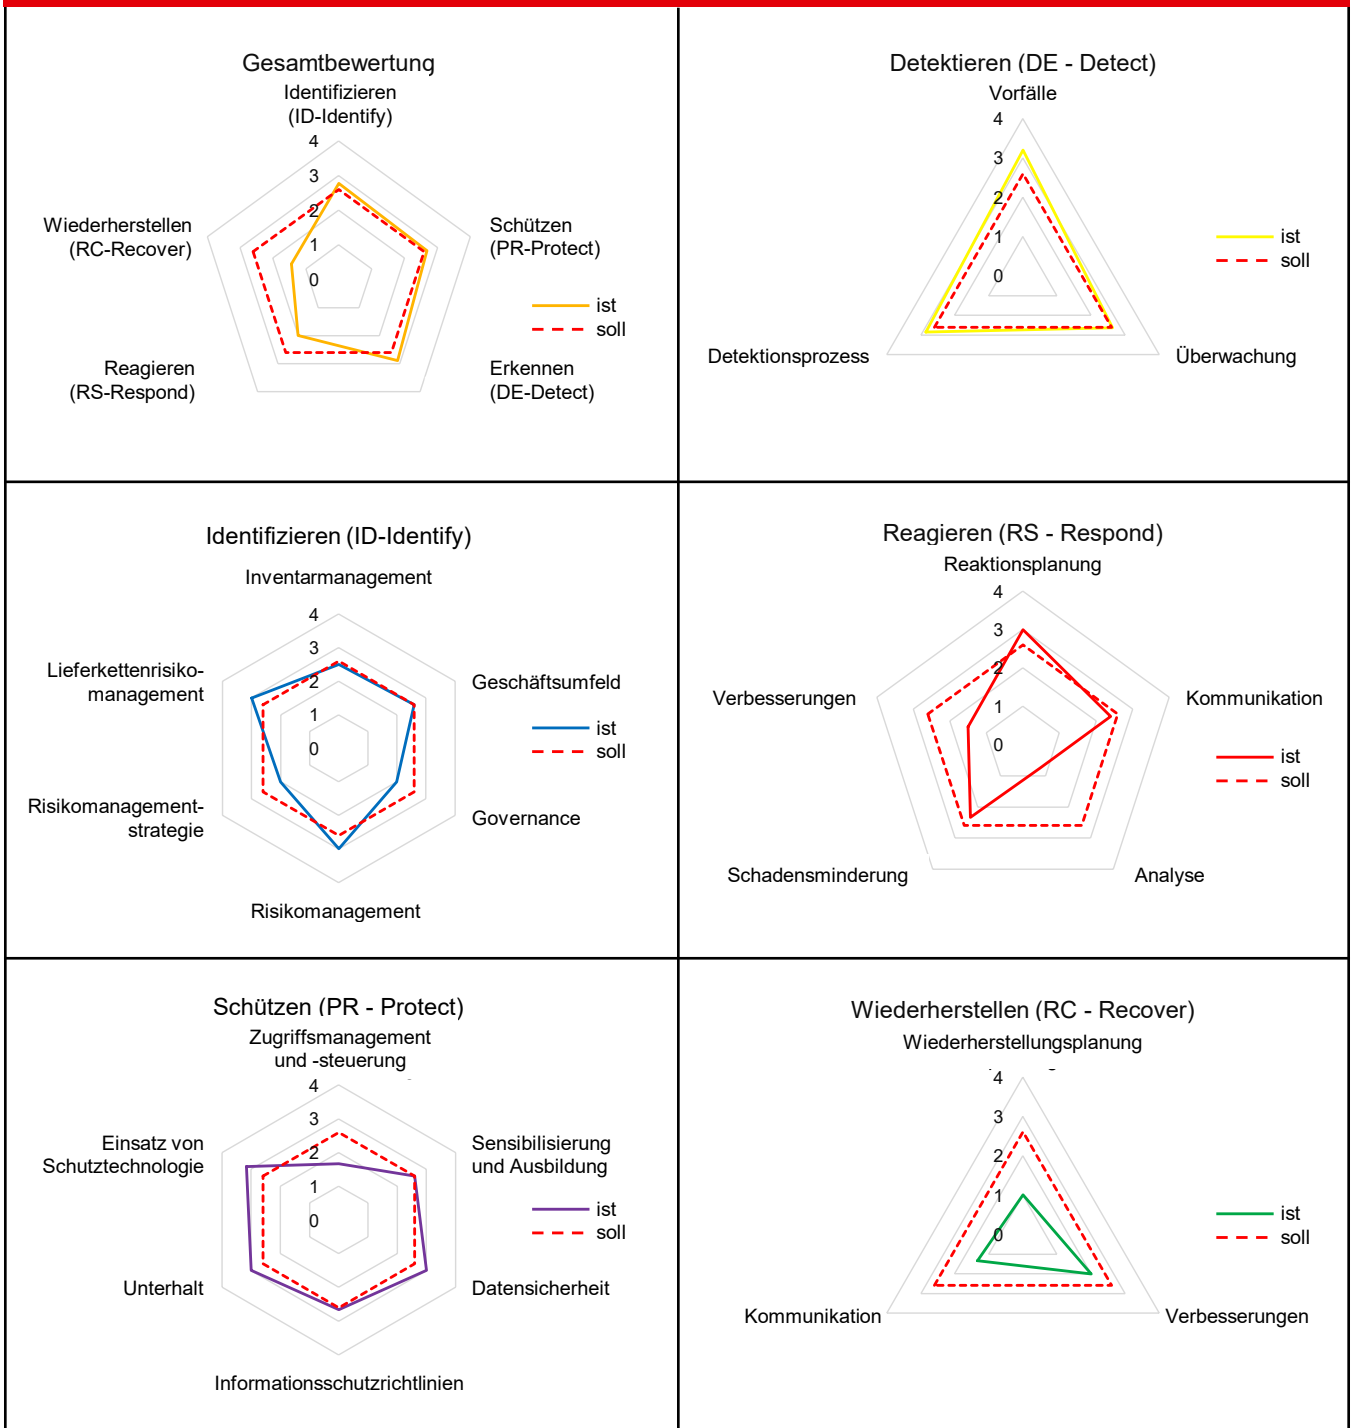 Gesamtbewertung
Identifizieren
(ID-Identify)
4
3
2
1
0
Wiederherstellen
(RC-Recover)
Schützen
(PR-Protect)
ist
soll
Reagieren
(RS-Respond)
Erkennen
(DE-Detect)
Detektieren (DE - Detect)
Vorfälle
4
3
2
1
0
ist
soll
Detektionsprozess
Überwachung
Identifizieren (ID-Identify)
Inventarmanagement
4
3
2
1
0
Lieferkettenrisiko-
management
Geschäftsumfeld
ist
soll
Risikomanagement-
strategie
Governance
Risikomanagement
Reagieren (RS - Respond)
Reaktionsplanung
4
3
2
1
0
Verbesserungen
Kommunikation
ist
soll
Schadensminderung
Analyse
Schützen (PR - Protect)
Zugriffsmanagement
und -steuerung
4
3
2
1
0
Einsatz von
Schutztechnologie
Sensibilisierung
und Ausbildung
ist
soll
Unterhalt
Datensicherheit
Informationsschutzrichtlinien
Wiederherstellen (RC - Recover)
Wiederherstellungsplanung
4
3
2
1
0
ist
soll
Kommunikation
Verbesserungen